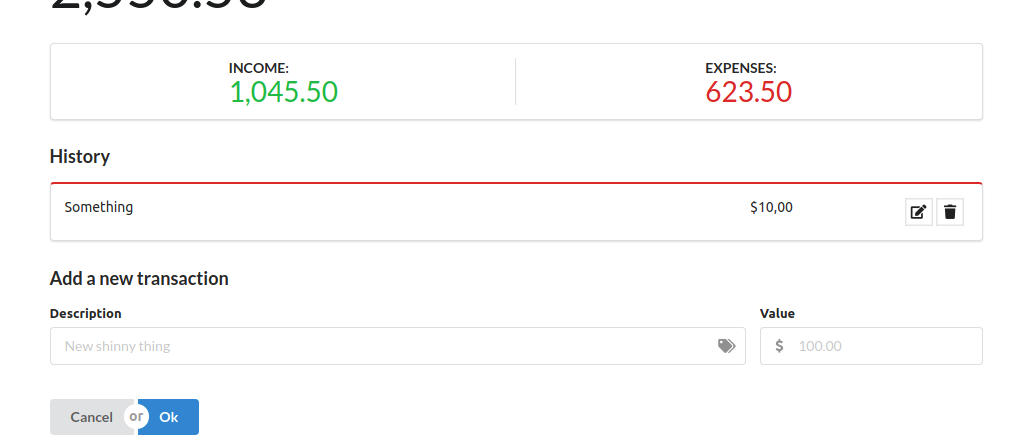 INCOME:
1,045.50
EXPENSES:
623.50
History
Something
$10,00
Add a new transaction
Description
Value
New shinny thing
$ 100.00
Cancel or Ok